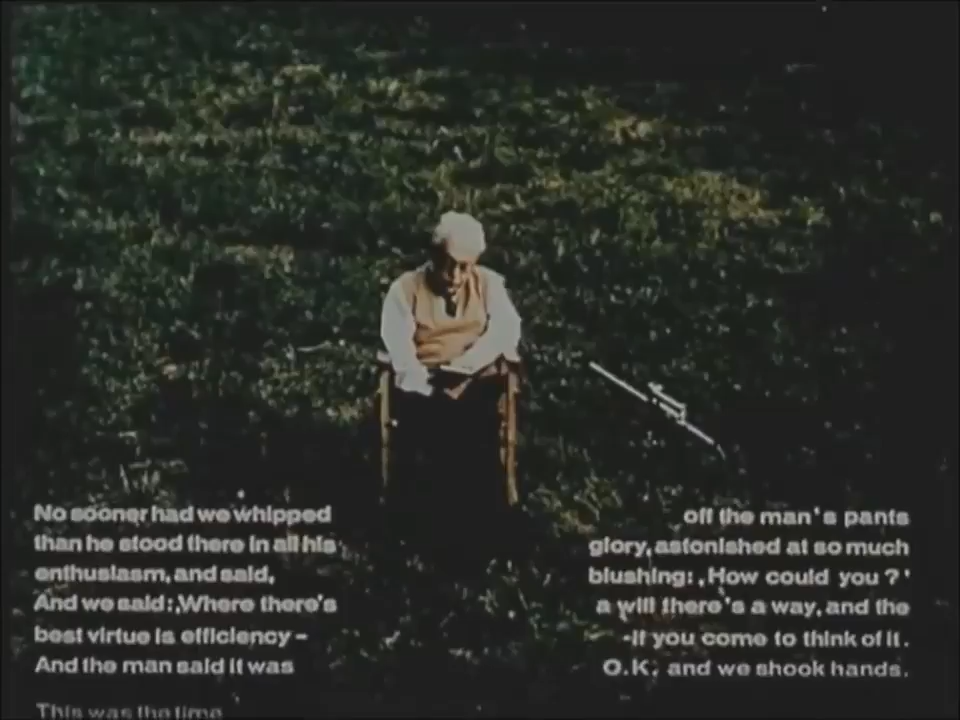 No sooner had we whipped off the man's pants
than he stood there in all his glory, astonished at so much
enthusiasm, and said, blushing: ‚How could you ?'
And we said: ‚Where there's a will there's a way, and the
best virtue is efficiency – -If you come to think of it.
And the man said it was O.K. and we shook hands.
This was the time